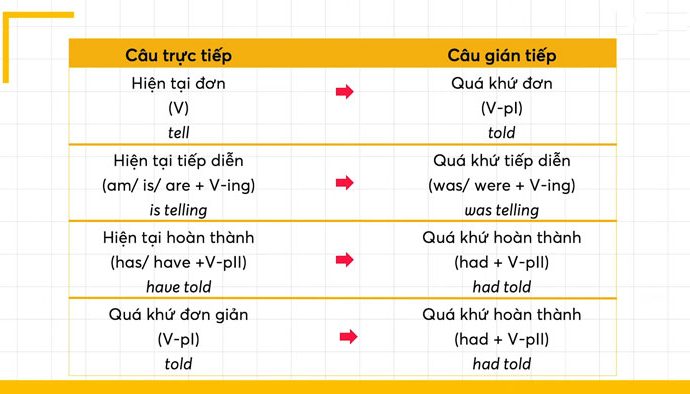 Câu trực tiếp Câu gián tiếp
Hiện tại đơn Quá khứ đơn
(V) (V-pI)
tell told
Hiện tại tiếp diễn Quá khứ tiếp diễn
(am/ is/ are + V-ing) (was/ were + V-ing)
is telling was telling
Hiện tại hoàn thành Quá khứ hoàn thành
(has/ have +V-pII) (had + V-pII)
have told had told
Quá khứ đơn giản Quá khứ hoàn thành
(V-pI) (had + V-pII)
told had told